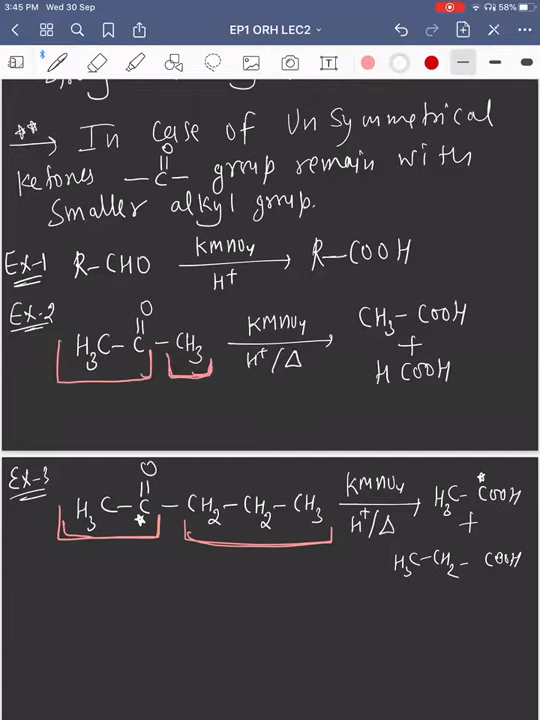 3:45 PM Wed 30 Sep 58%
EP1 ORH LEC2
** → In case of Unsymmetrical
O
ketones —C— group remain with
smaller alkyl group.
Ex-1 R—CHO KMnO4 H+ R—COOH
Ex-2 H3C—C—CH3 O KMnO4 H+/Δ CH3—COOH
+
HCOOH
Ex-3 H3C—C—CH2—CH2—CH3 O * KMnO4 H+/Δ H3C—COOH *
+
H3C—CH2—COOH